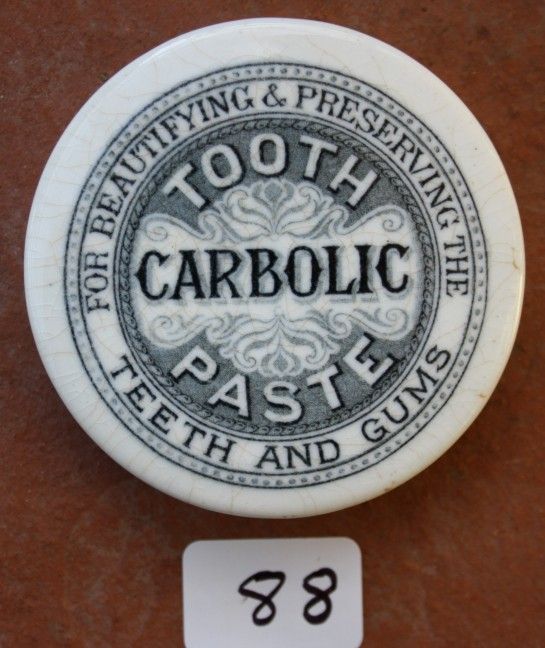 FOR BEAUTIFYING & PRESERVING THE
TOOTH
CARBOLIC
PASTE
TEETH AND GUMS
88